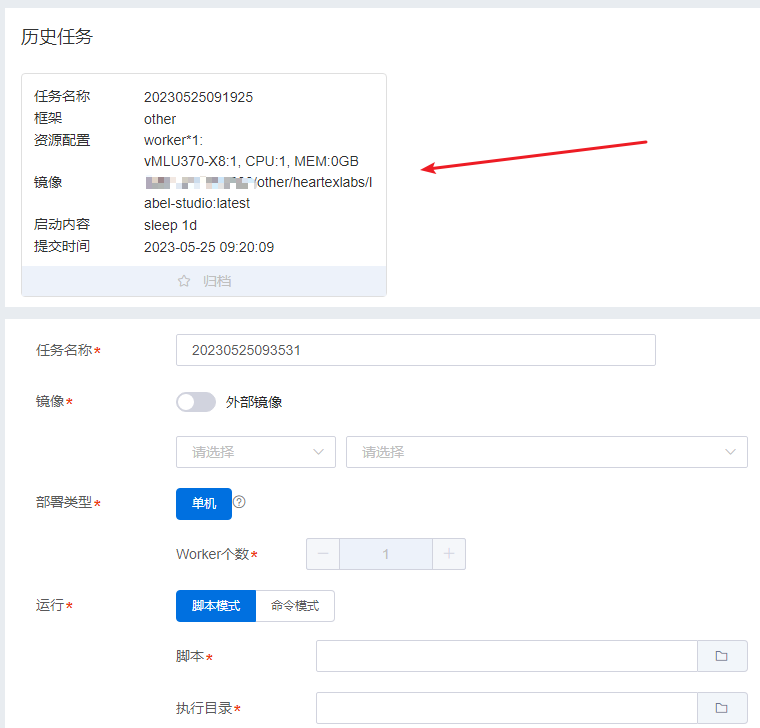 历史任务
任务名称 20230525091925
框架 other
资源配置 worker*1:
vMLU370-X8:1, CPU:1, MEM:0GB
镜像 /other/heartexlabs/l
abel-studio:latest
启动内容 sleep 1d
提交时间 2023-05-25 09:20:09
归档
任务名称* 20230525093531
镜像* 外部镜像
请选择 请选择
部署类型* 单机 ?
Worker个数* − 1 +
运行* 脚本模式 命令模式
脚本*
执行目录*